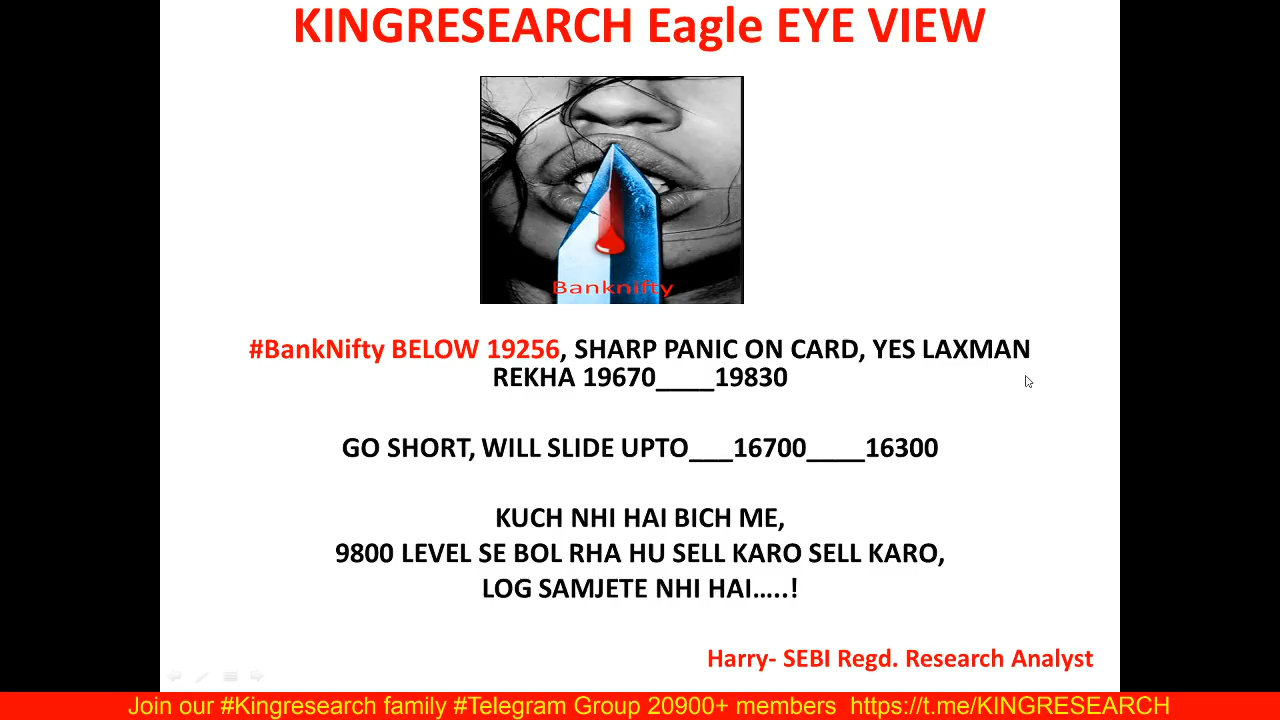 KINGRESEARCH Eagle EYE VIEW
Banknifty
#BankNifty BELOW 19256, SHARP PANIC ON CARD, YES LAXMAN
REKHA 19670____19830
GO SHORT, WILL SLIDE UPTO___16700____16300
KUCH NHI HAI BICH ME,
9800 LEVEL SE BOL RHA HU SELL KARO SELL KARO,
LOG SAMJETE NHI HAI…..!
Harry- SEBI Regd. Research Analyst
Join our #Kingresearch family #Telegram Group 20900+ members https://t.me/KINGRESEARCH